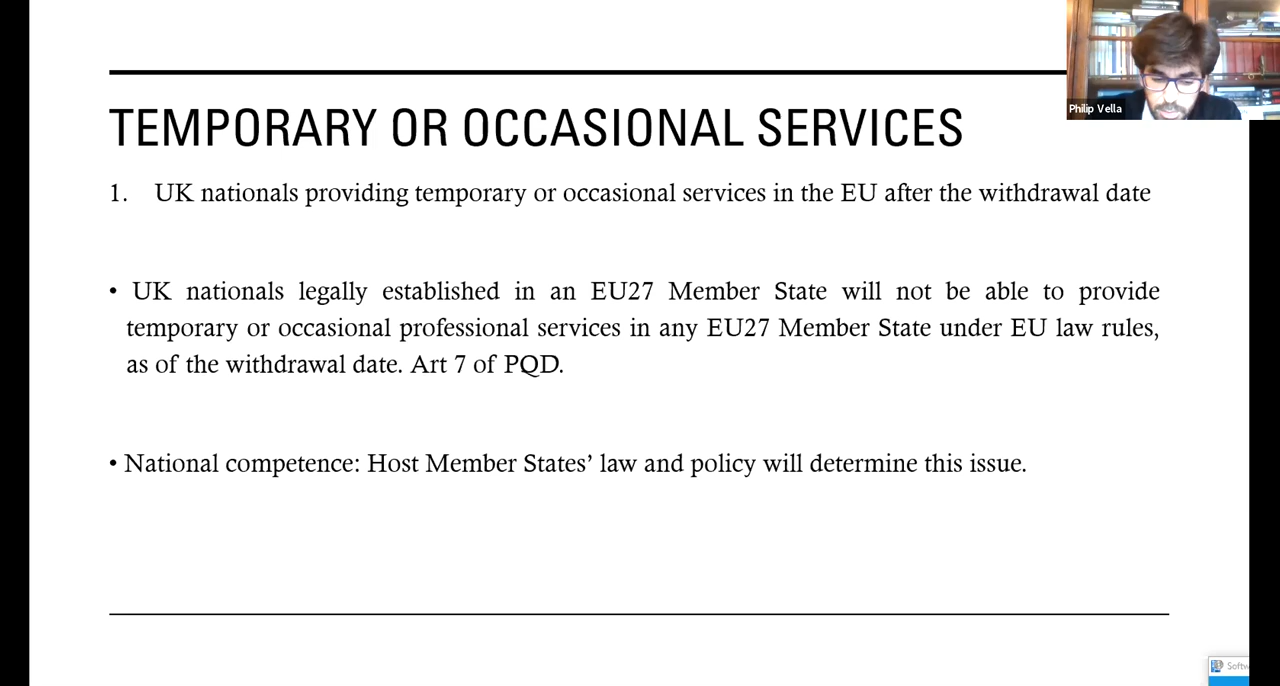 Philip Vella
TEMPORARY OR OCCASIONAL SERVICES
1. UK nationals providing temporary or occasional services in the EU after the withdrawal date
• UK nationals legally established in an EU27 Member State will not be able to provide
temporary or occasional professional services in any EU27 Member State under EU law rules,
as of the withdrawal date. Art 7 of PQD.
• National competence: Host Member States’ law and policy will determine this issue.